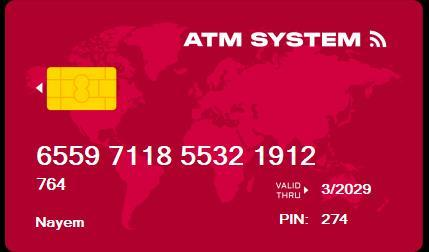 ATM SYSTEM
6559 7118 5532 1912
764
VALID THRU 3/2029
Nayem
PIN: 274